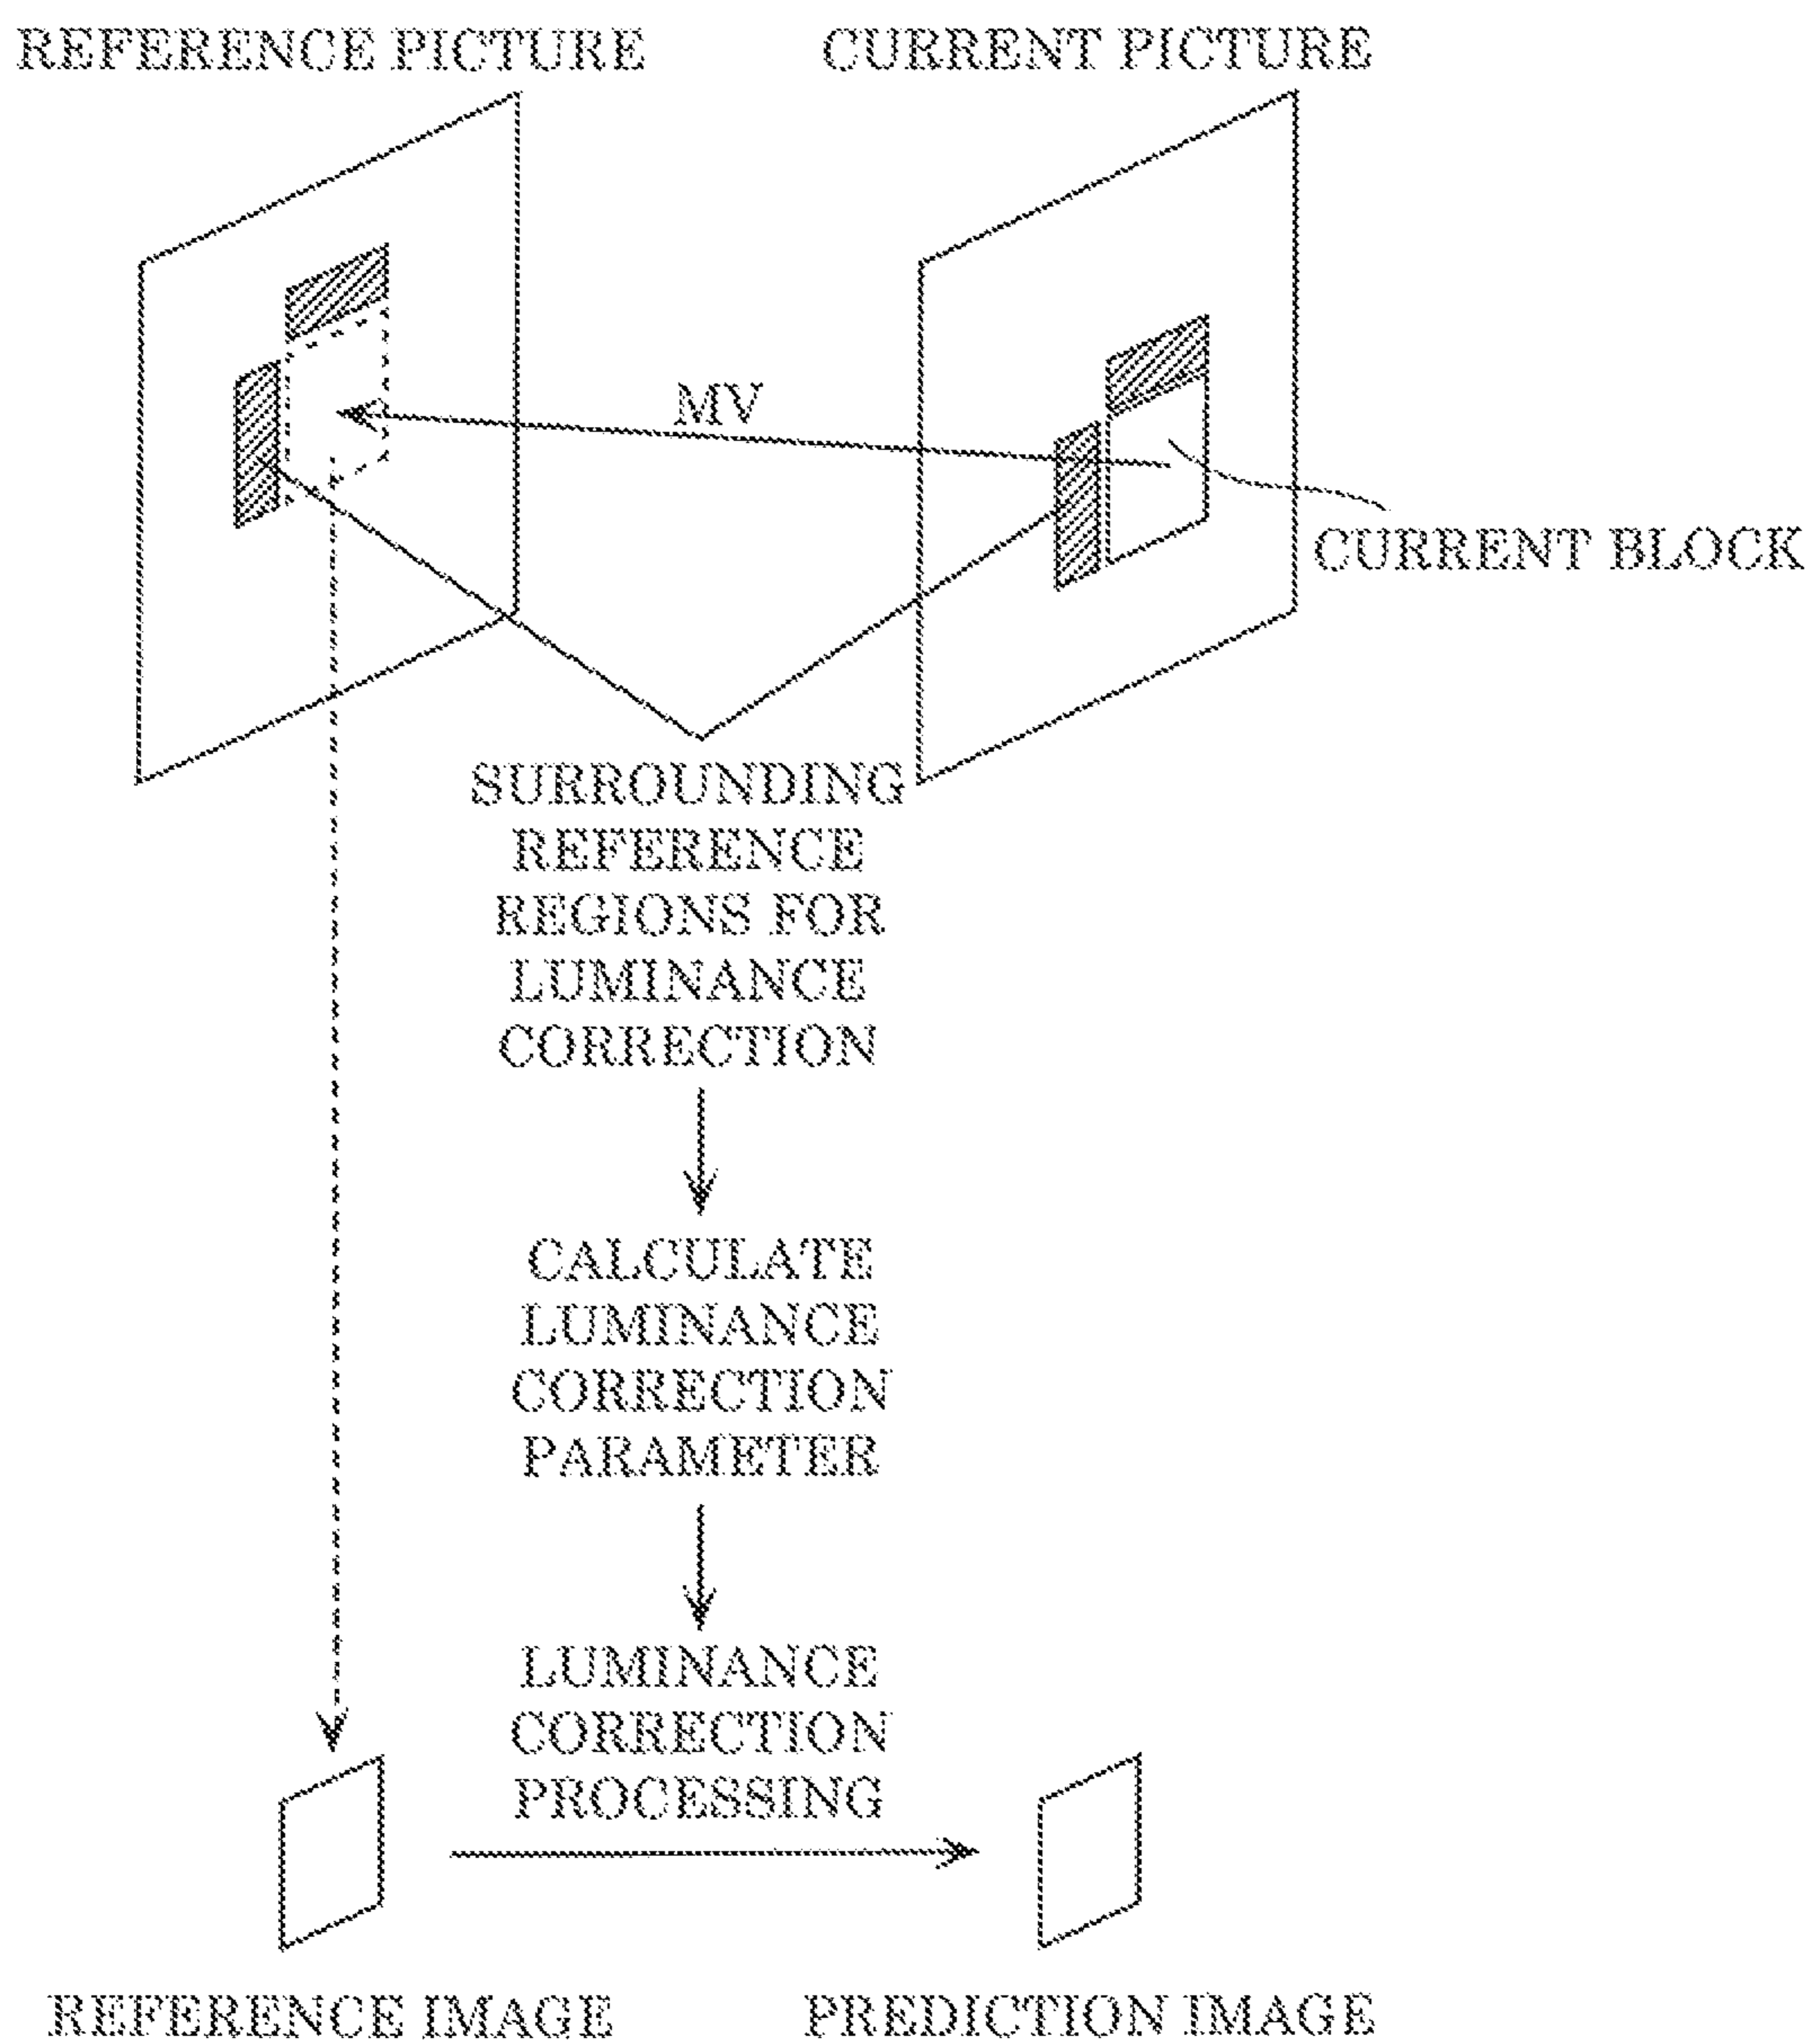 REFERENCE PICTURE
CURRENT PICTURE
MV
CURRENT BLOCK
SURROUNDING
REFERENCE
REGIONS FOR
LUMINANCE
CORRECTION
CALCULATE
LUMINANCE
CORRECTION
PARAMETER
LUMINANCE
CORRECTION
PROCESSING
REFERENCE IMAGE
PREDICTION IMAGE